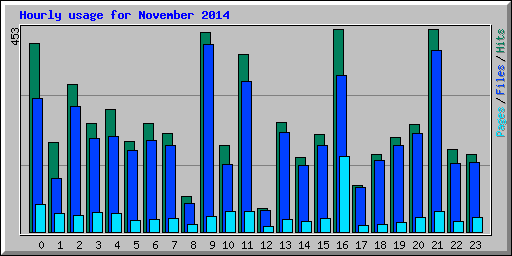 Hourly usage for November 2014
453
Pages/Files/Hits
0 1 2 3 4 5 6 7 8 9 10 11 12 13 14 15 16 17 18 19 20 21 22 23